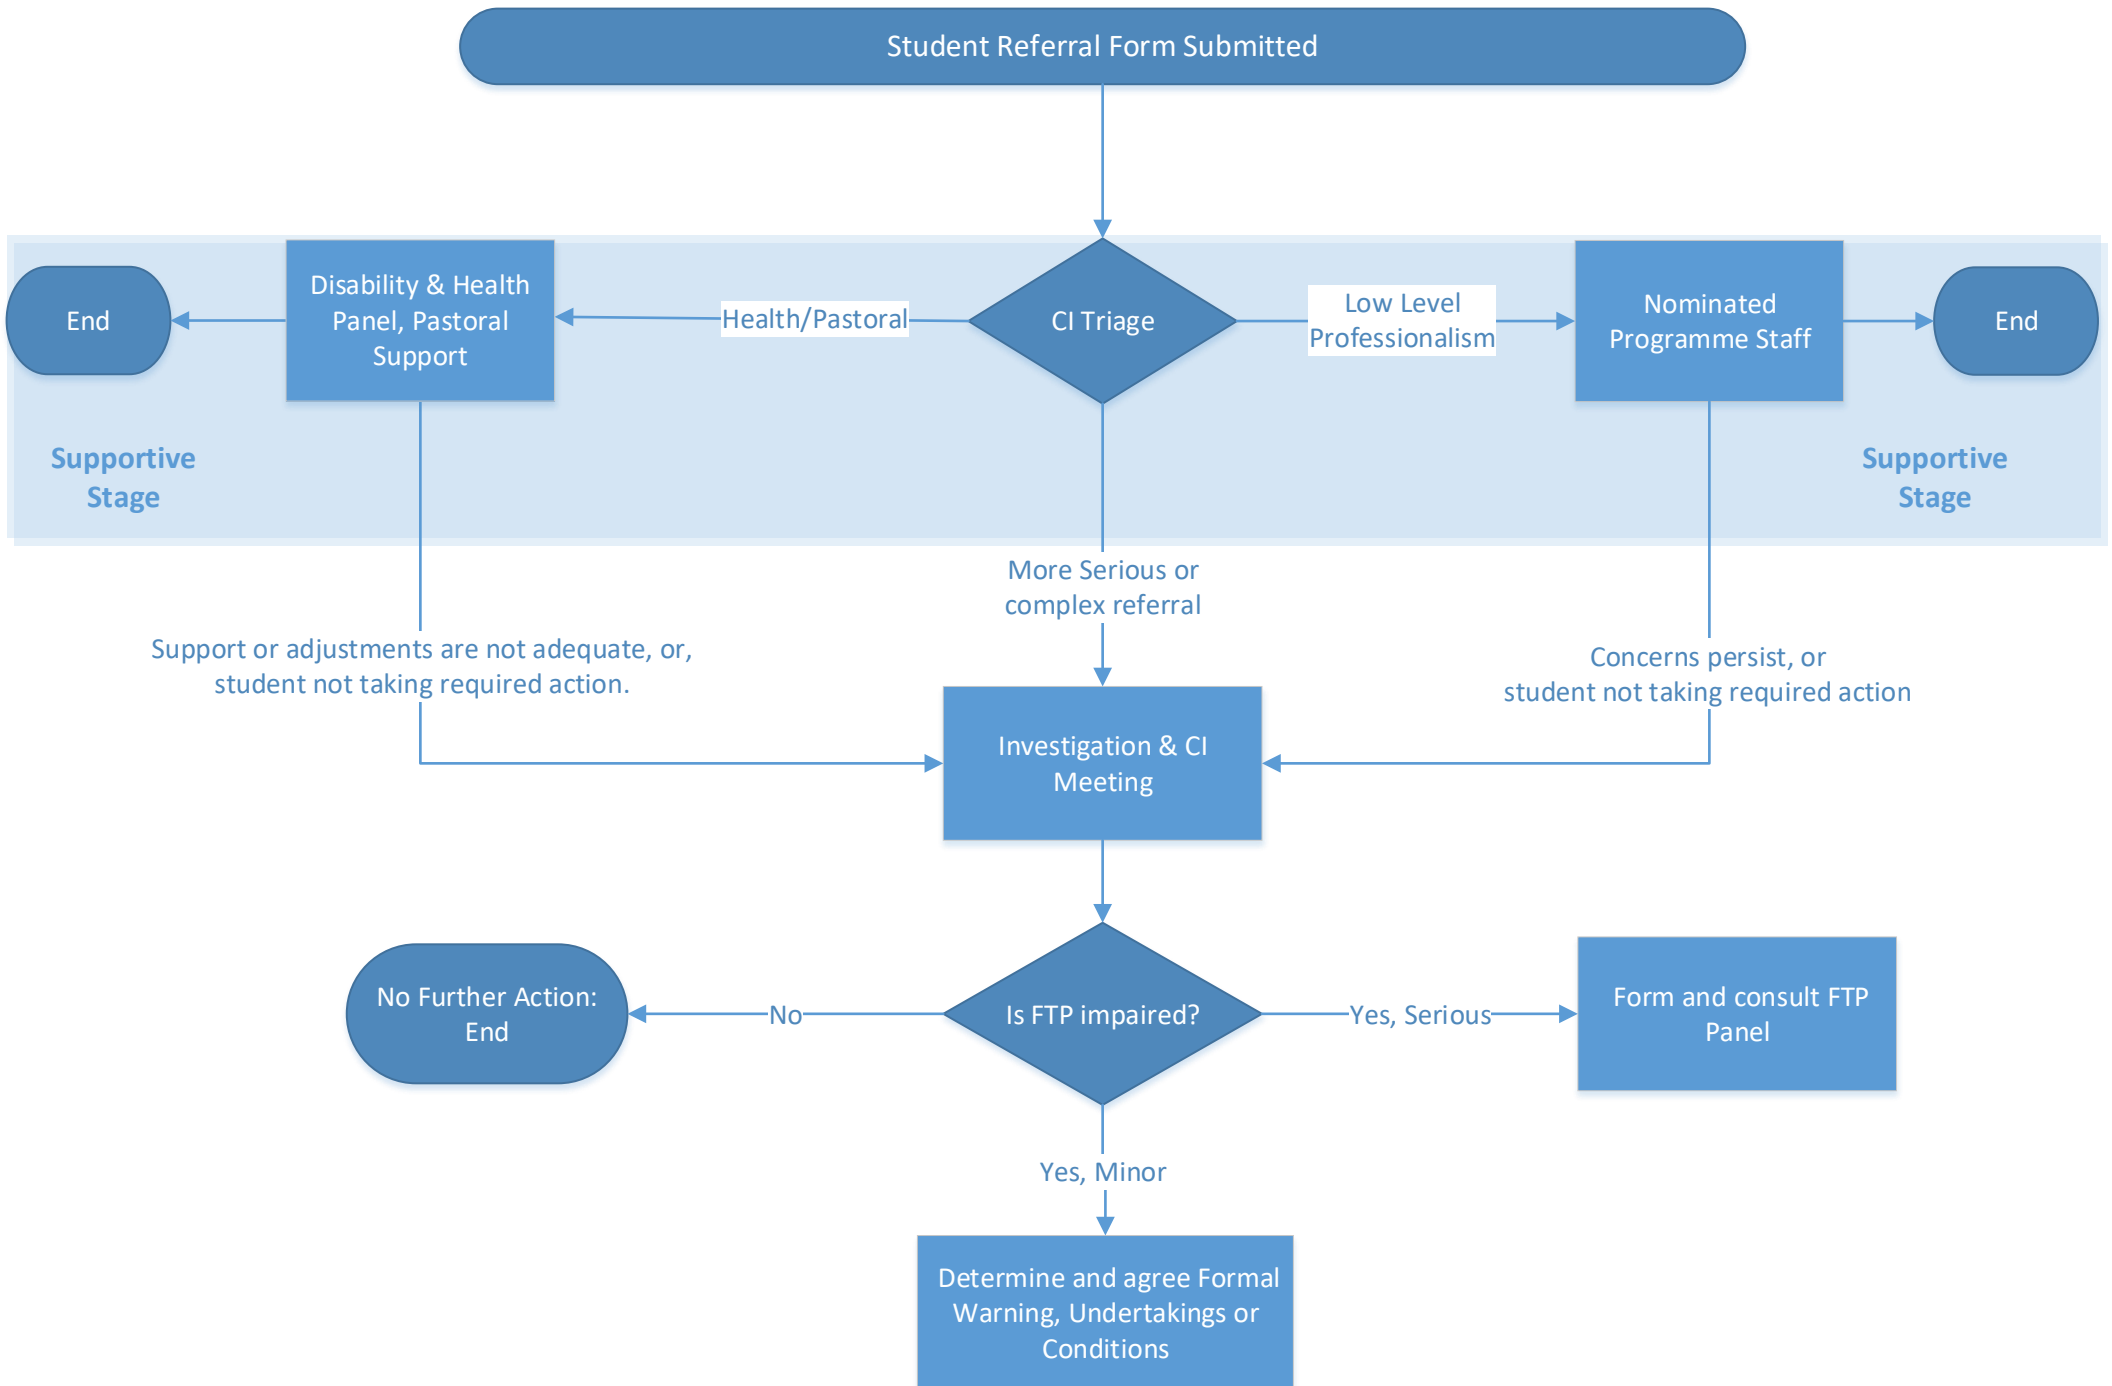 Student Referral Form Submitted
End
Disability & Health
Panel, Pastoral
Support
Health/Pastoral
CI Triage
Low Level
Professionalism
Nominated
Programme Staff
End
Supportive
Stage
Supportive
Stage
More Serious or
complex referral
Support or adjustments are not adequate, or,
student not taking required action.
Concerns persist, or
student not taking required action
Investigation & CI
Meeting
No Further Action:
End
No
Is FTP impaired?
Yes, Serious
Form and consult FTP
Panel
Yes, Minor
Determine and agree Formal
Warning, Undertakings or
Conditions